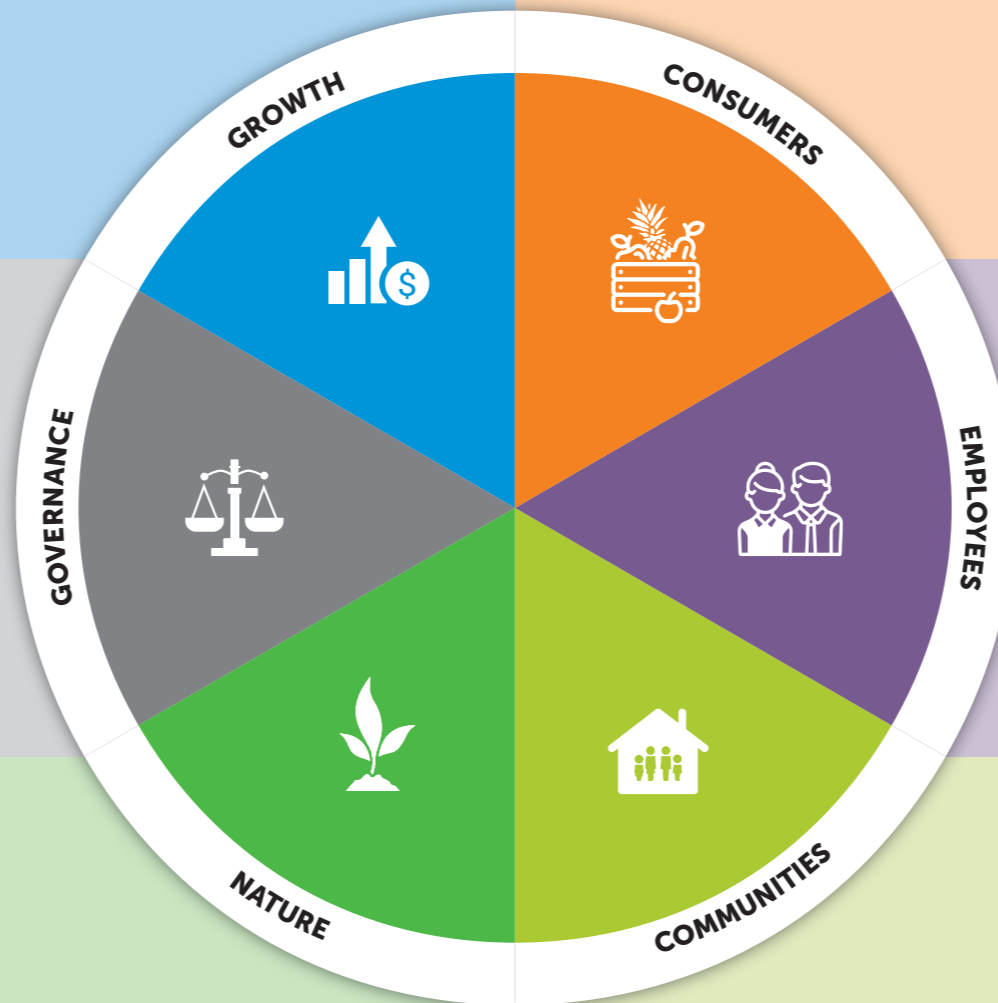 GROWTH
CONSUMERS
EMPLOYEES
COMMUNITIES
NATURE
GOVERNANCE
$